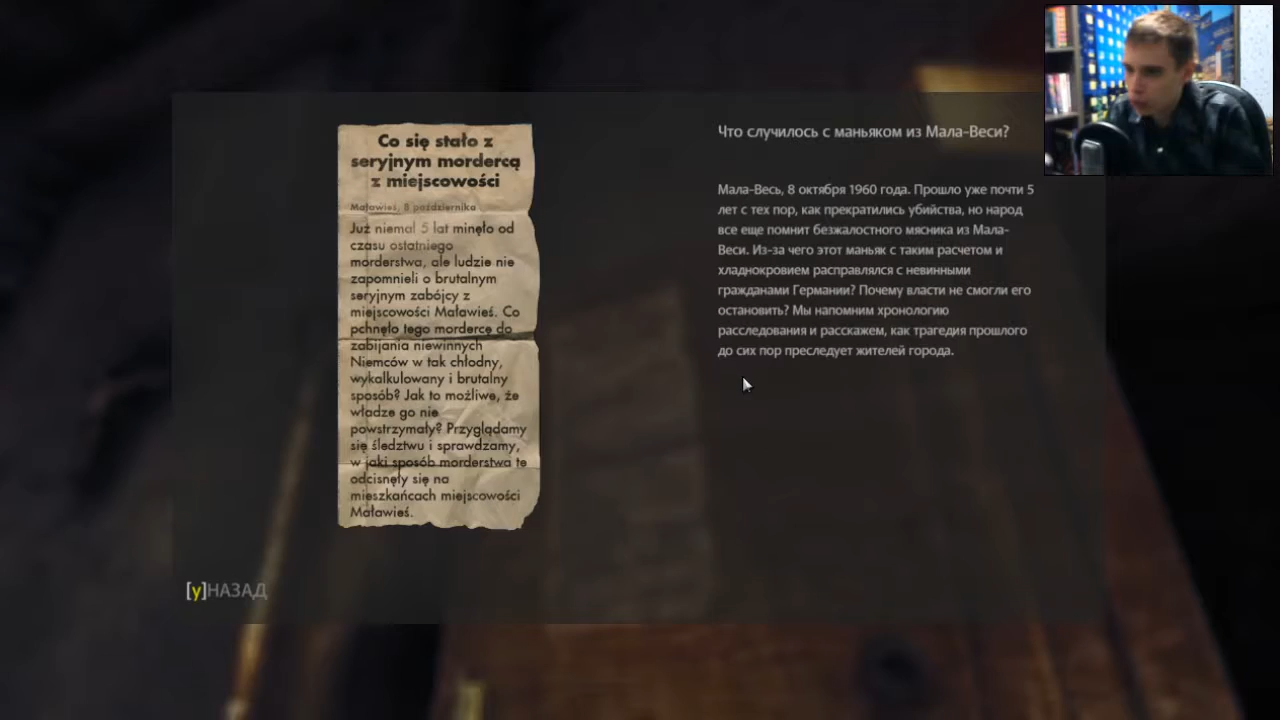 Co się stało z
seryjnym mordercą
z miejscowości
Maławieś, 8 października
Już niemal 5 lat minęło od
czasu ostatniego
morderstwa, ale ludzie nie
zapomnieli o brutalnym
seryjnym zabójcy z
miejscowości Maławieś. Co
pchnęło tego mordercę do
zabijania niewinnych
Niemców w tak chłodny,
wykalkulowany i brutalny
sposób? Jak to możliwe, że
władze go nie
powstrzymały? Przyglądamy
się śledztwu i sprawdzamy,
w jaki sposób morderstwa te
odcisnęły się na
mieszkańcach miejscowości
Maławieś.
Что случилось с маньяком из Мала-Веси?
Мала-Весь, 8 октября 1960 года. Прошло уже почти 5
лет с тех пор, как прекратились убийства, но народ
все еще помнит безжалостного мясника из Мала-
Веси. Из-за чего этот маньяк с таким расчетом и
хладнокровием расправлялся с невинными
гражданами Германии? Почему власти не смогли его
остановить? Мы напомним хронологию
расследования и расскажем, как трагедия прошлого
до сих пор преследует жителей города.
[y]НАЗАД